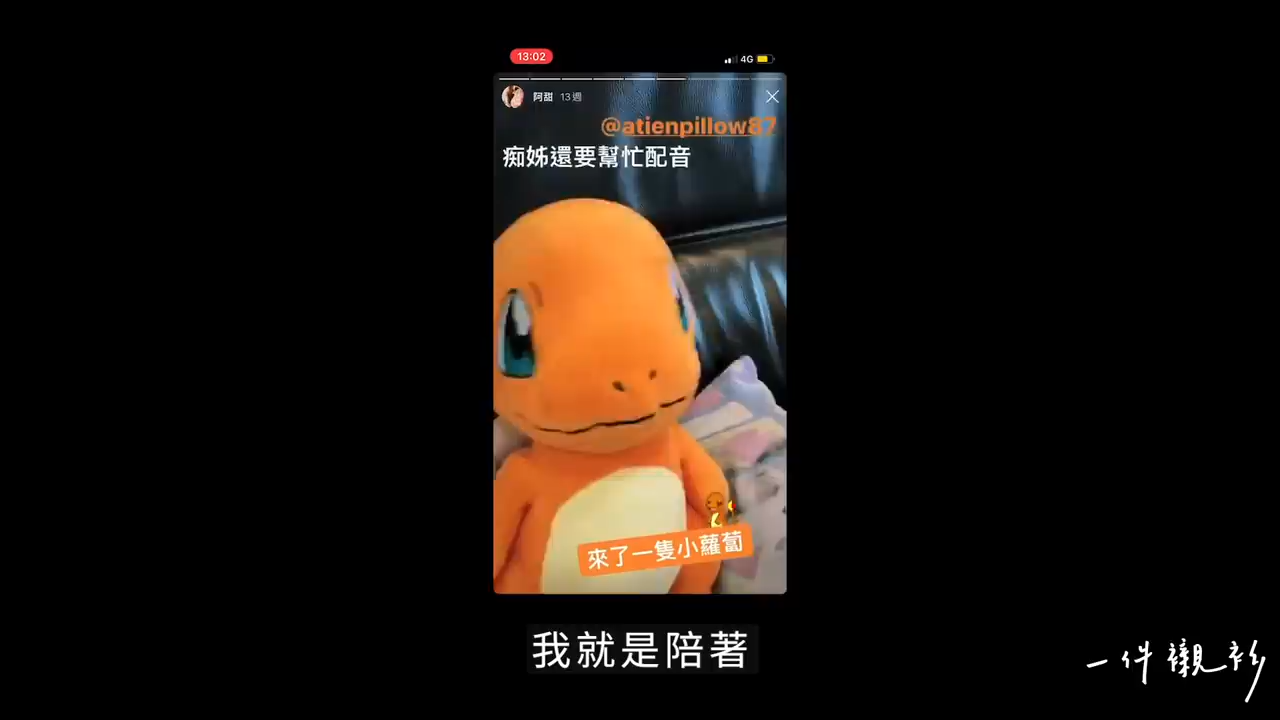 13:02
4G
阿甜 13週
@atienpillow87
痴姊還要幫忙配音
來了一隻小蘿蔔
我就是陪著
一件襯衫